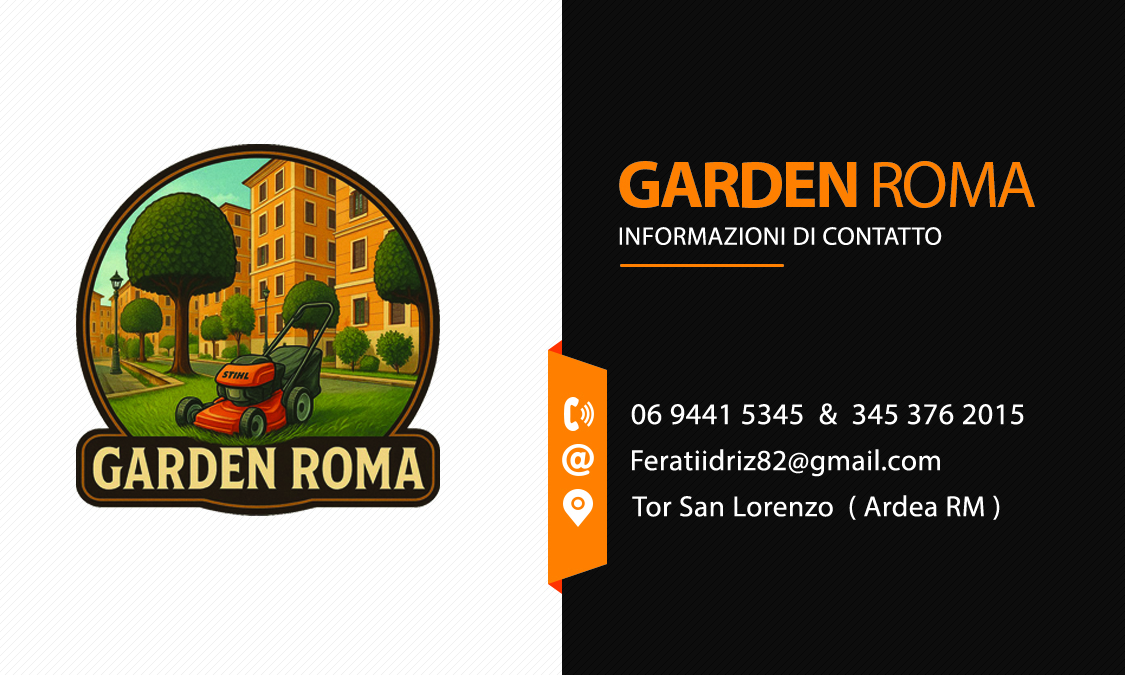 STIHL
GARDEN ROMA
GARDEN ROMA
INFORMAZIONI DI CONTATTO
06 9441 5345 & 345 376 2015
Feratiidriz82@gmail.com
Tor San Lorenzo ( Ardea RM )